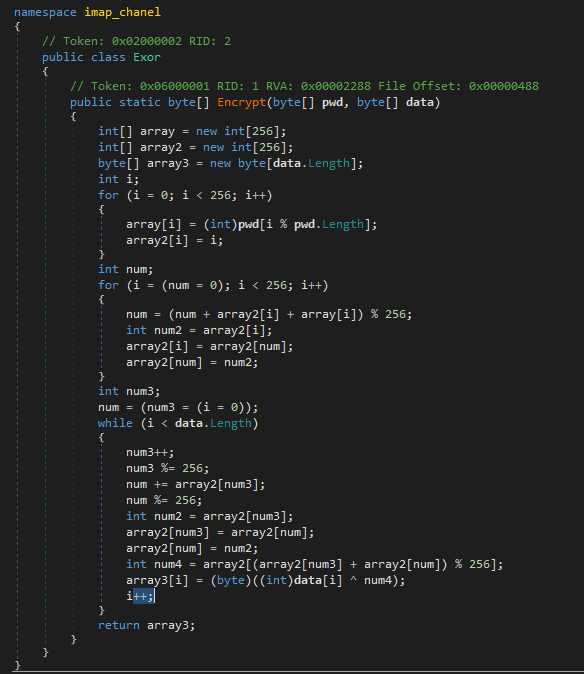 namespace imap_chanel
{
// Token: 0x02000002 RID: 2
public class Exor
{
// Token: 0x06000001 RID: 1 RVA: 0x00002288 File Offset: 0x00000488
public static byte[] Encrypt(byte[] pwd, byte[] data)
{
int[] array = new int[256];
int[] array2 = new int[256];
byte[] array3 = new byte[data.Length];
int i;
for (i = 0; i < 256; i++)
{
array[i] = (int)pwd[i % pwd.Length];
array2[i] = i;
}
int num;
for (i = (num = 0); i < 256; i++)
{
num = (num + array2[i] + array[i]) % 256;
int num2 = array2[i];
array2[i] = array2[num];
array2[num] = num2;
}
int num3;
num = (num3 = (i = 0));
while (i < data.Length)
{
num3++;
num3 %= 256;
num += array2[num3];
num %= 256;
int num2 = array2[num3];
array2[num3] = array2[num];
array2[num] = num2;
int num4 = array2[(array2[num3] + array2[num]) % 256];
array3[i] = (byte)((int)data[i] ^ num4);
i++;
}
return array3;
}
}
}